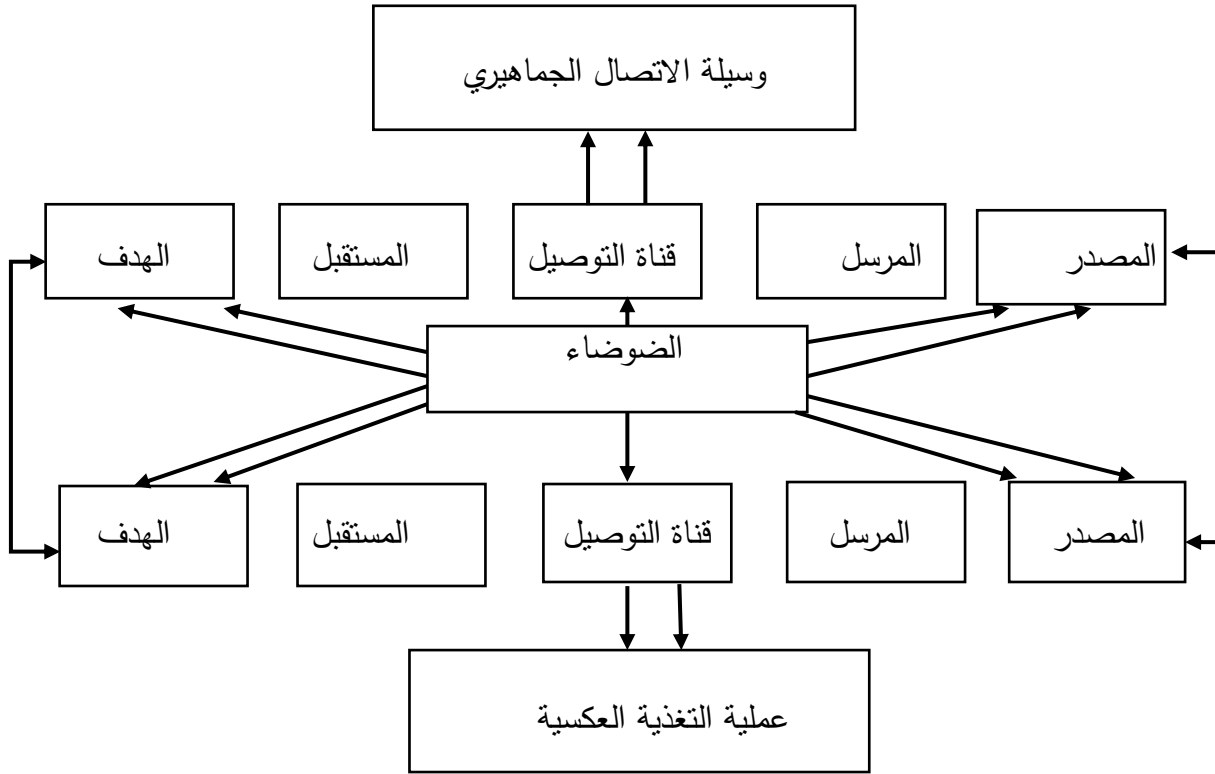 وسيلة الاتصال الجماهيري
المصدر
المرسل
قناة التوصيل
المستقبل
الهدف
الضوضاء
المصدر
المرسل
قناة التوصيل
المستقبل
الهدف
عملية التغذية العكسية